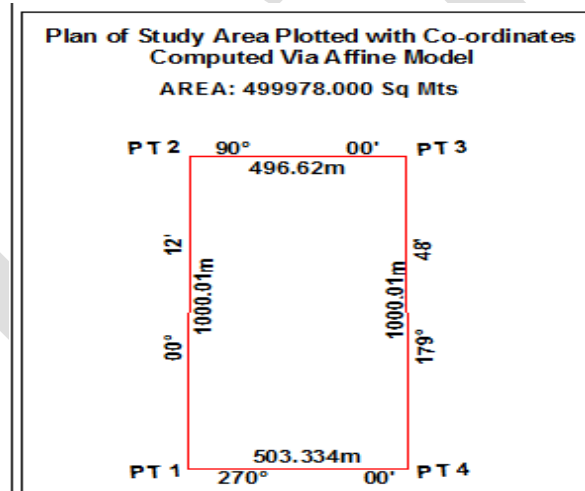 Plan of Study Area Plotted with Co-ordinates
Computed Via Affine Model
AREA: 499978.000 Sq Mts
PT 2 90° 00' PT 3
496.62m
12'
48'
1000.01m
1000.01m
00°
179°
503.334m
PT 1 270° 00' PT 4